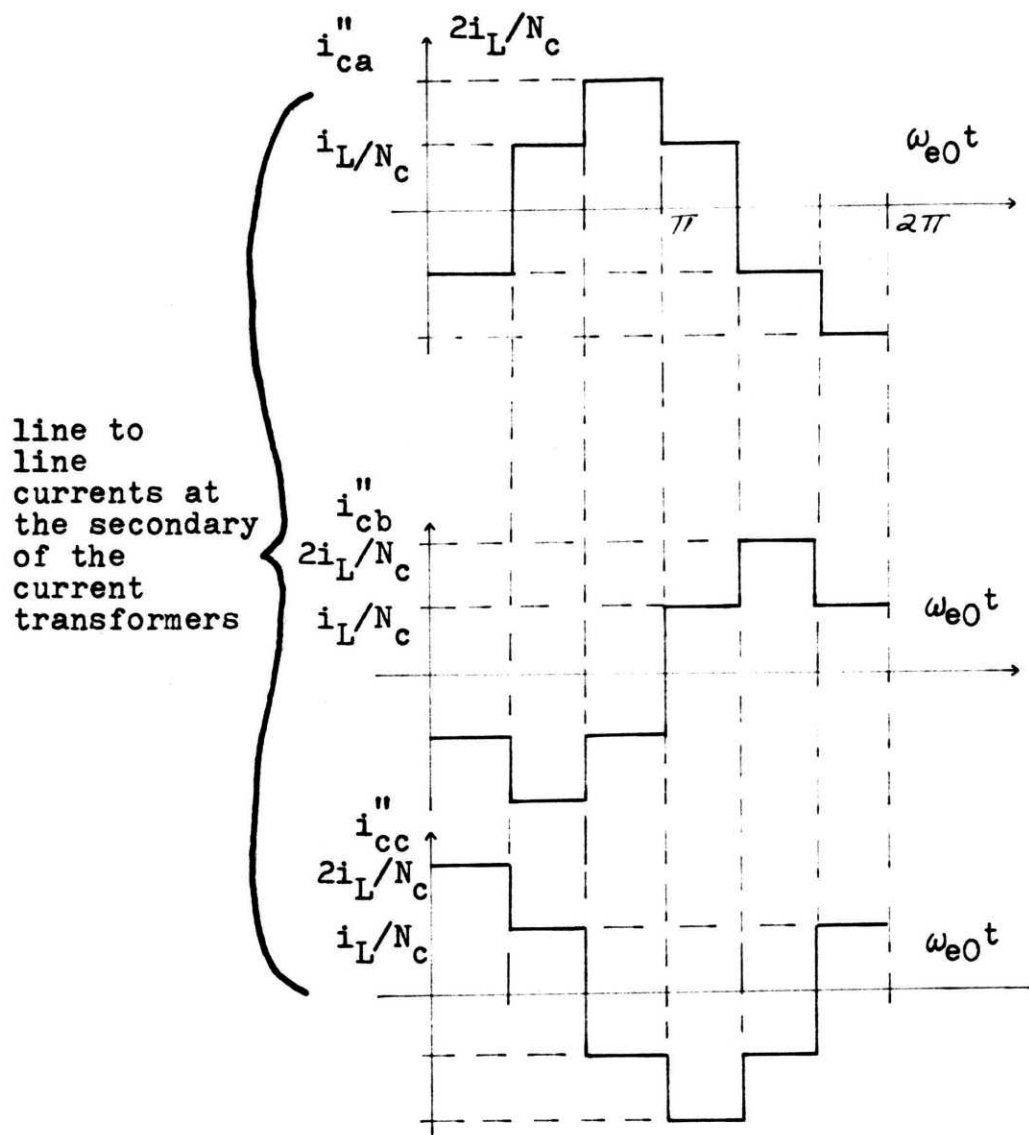 i"ca 2iL/Nc
iL/Nc
ωe0t
π
2π
line to
line
currents at
the secondary
of the
current
transformers
i"cb
2iL/Nc
iL/Nc
ωe0t
i"cc
2iL/Nc
iL/Nc
ωe0t